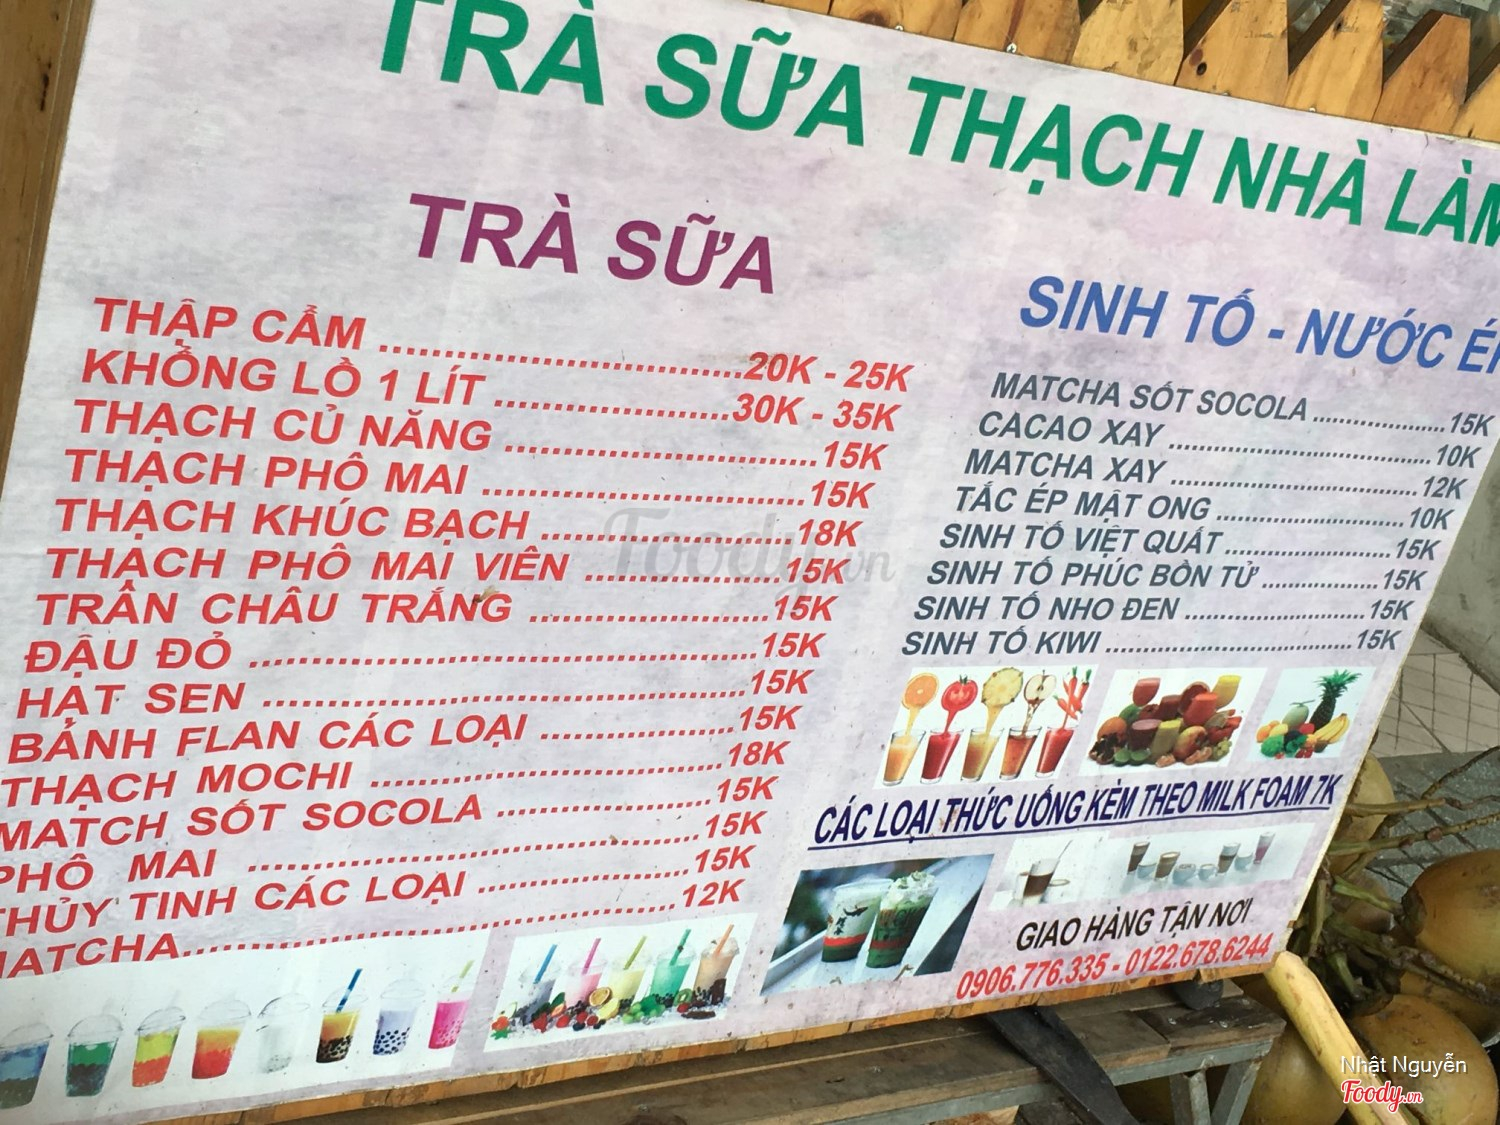 TRÀ SỮA THẠCH NHÀ LÀM
TRÀ SỮA
THẬP CẨM ........ 20K - 25K
KHỔNG LỒ 1 LÍT ........ 30K - 35K
THẠCH CỦ NĂNG ........ 15K
THẠCH PHÔ MAI ........ 15K
THẠCH KHÚC BẠCH ........ 18K
THẠCH PHÔ MAI VIÊN ........ 15K
TRÂN CHÂU TRẮNG ........ 15K
ĐẬU ĐỎ ........ 15K
HẠT SEN ........ 15K
BÁNH FLAN CÁC LOẠI ........ 15K
THẠCH MOCHI ........ 18K
MATCH SỐT SOCOLA ........ 15K
PHÔ MAI ........ 15K
THỦY TINH CÁC LOẠI ........ 15K
MATCHA ........ 12K
SINH TỐ - NƯỚC ÉP
MATCHA SỐT SOCOLA ........ 15K
CACAO XAY ........ 10K
MATCHA XAY ........ 12K
TẮC ÉP MẬT ONG ........ 10K
SINH TỐ VIỆT QUẤT ........ 15K
SINH TỐ PHÚC BỒN TỬ ........ 15K
SINH TỐ NHO ĐEN ........ 15K
SINH TỐ KIWI ........ 15K
CÁC LOẠI THỨC UỐNG KÈM THEO MILK FOAM 7K
GIAO HÀNG TẬN NƠI
0906.776.335 - 0122.678.6244
Foody.vn
Nhật Nguyễn
Foody.vn